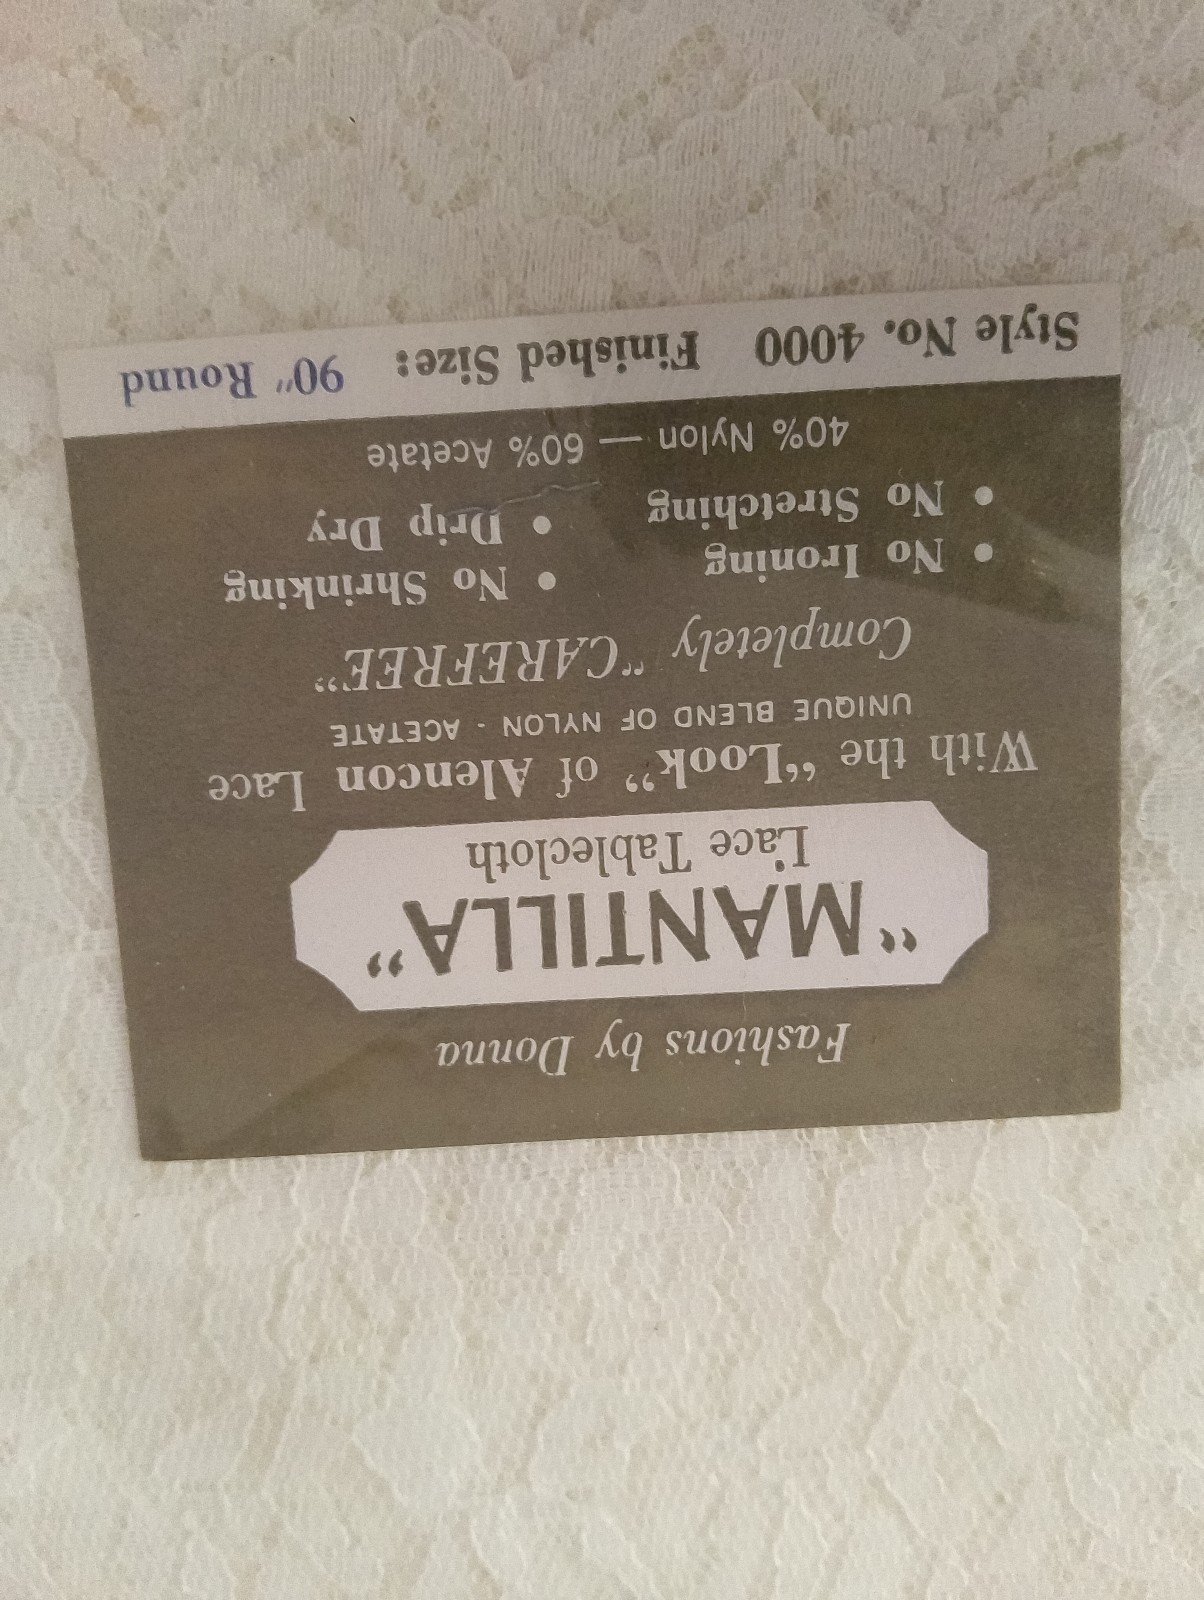 Fashions by Donna
“MANTILLA”
Lace Tablecloth
With the “Look” of Alencon Lace
UNIQUE BLEND OF NYLON - ACETATE
Completely “CAREFREE”
• No Ironing • No Shrinking
• No Stretching • Drip Dry
40% Nylon — 60% Acetate
Style No. 4000 Finished Size: 90" Round